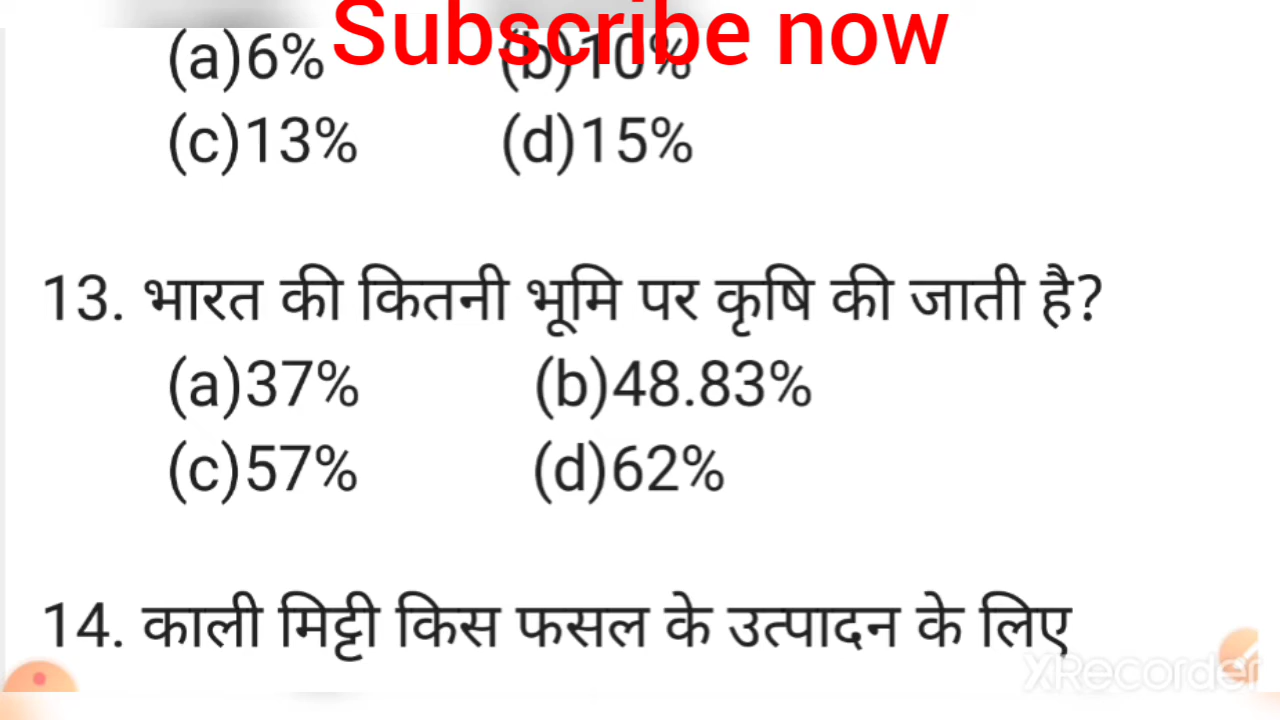 Subscribe now
(a)6% (b)10%
(c)13% (d)15%
13. भारत की कितनी भूमि पर कृषि की जाती है?
(a)37% (b)48.83%
(c)57% (d)62%
14. काली मिट्टी किस फसल के उत्पादन के लिए
XRecorder